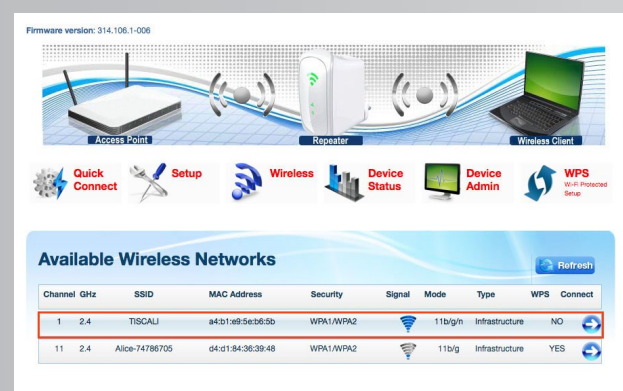 Firmware version: 314.106.1-006
Access Point
Repeater
Wireless Client
Quick Connect
Setup
Wireless
Device Status
Device Admin
WPS
Wi-Fi Protected Setup
Available Wireless Networks
Refresh
Channel GHz SSID MAC Address Security Signal Mode Type WPS Connect
1 2.4 TISCALI a4:b1:e9:5e:b6:5b WPA1/WPA2 11b/g/n Infrastructure NO
11 2.4 Alice-74786705 d4:d1:84:36:39:48 WPA1/WPA2 11b/g Infrastructure YES